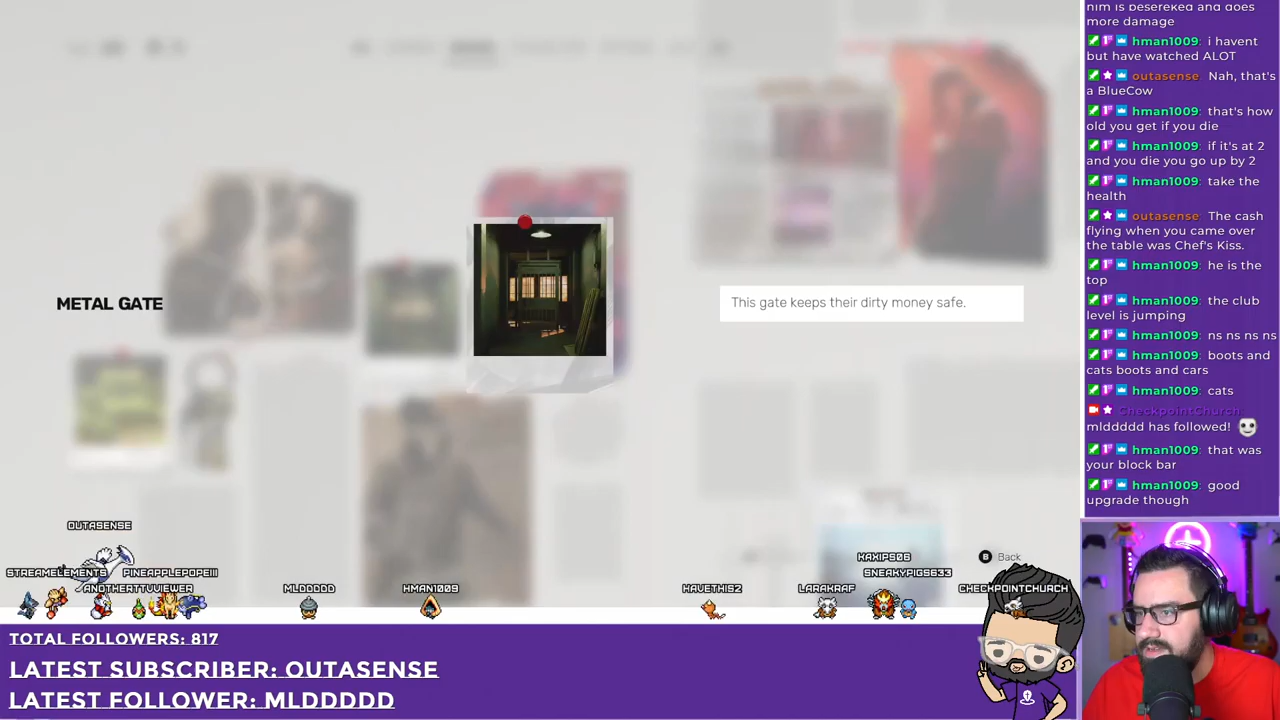 METAL GATE
This gate keeps their dirty money safe.
B Back
him is besereked and does
more damage
hman1009: i havent
but have watched ALOT
outasense Nah, that's
a BlueCow
hman1009: that's how
old you get if you die
hman1009: if it's at 2
and you die you go up by 2
hman1009: take the
health
outasense The cash
flying when you came over
the table was Chef's Kiss.
hman1009: he is the
top
hman1009: the club
level is jumping
hman1009: ns ns ns ns
hman1009: boots and
cats boots and cars
hman1009: cats
CheckpointChurch
mlddddd has followed!
hman1009: that was
your block bar
hman1009: good
upgrade though
OUTASENSE
STREAMELEMENTS
PINEAPPLEPOPEIII
ANOTHERTTVVIEWER
MLDDDDD
HMAN1009
KAVETHISZ
LARAKRAF
KAXIPS06
SNEAKYPIGS633
CHECKPOINTCHURCH
TOTAL FOLLOWERS: 817
LATEST SUBSCRIBER: OUTASENSE
LATEST FOLLOWER: MLDDDDD